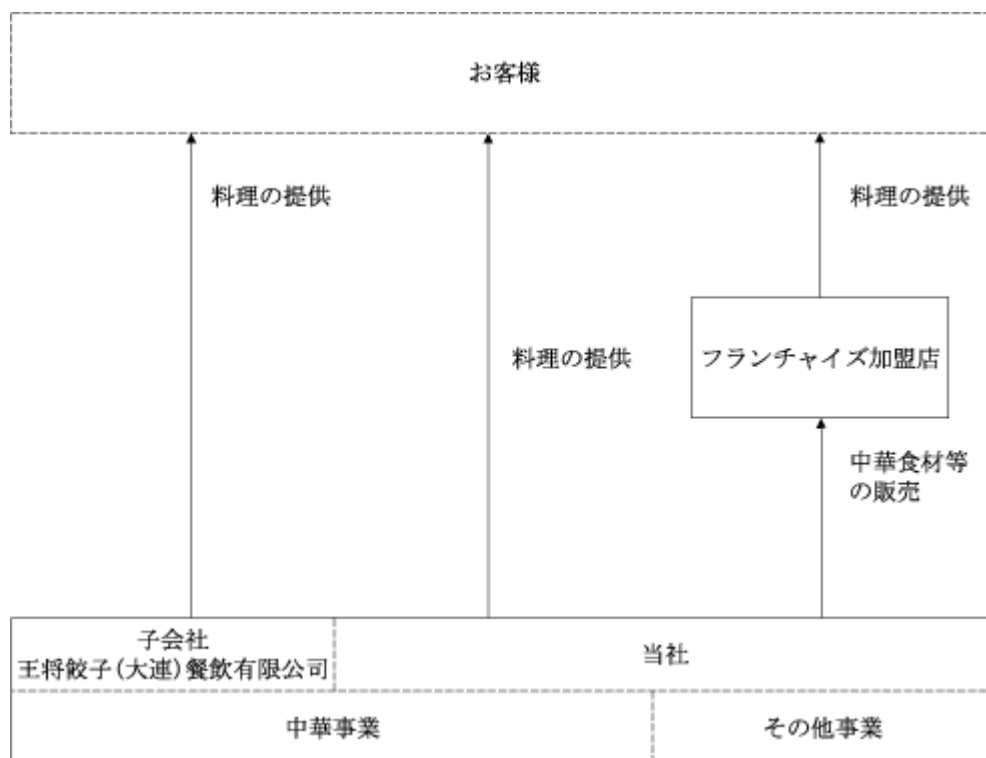 お客様
料理の提供
料理の提供
料理の提供
フランチャイズ加盟店
中華食材等
の販売
子会社
王将餃子(大連)餐飲有限公司
当社
中華事業
その他事業